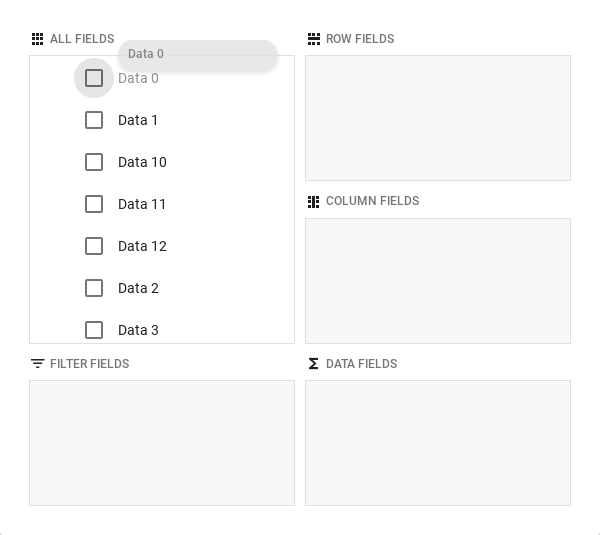 ALL FIELDS
Data 0
Data 0
Data 1
Data 10
Data 11
Data 12
Data 2
Data 3
ROW FIELDS
COLUMN FIELDS
FILTER FIELDS
DATA FIELDS